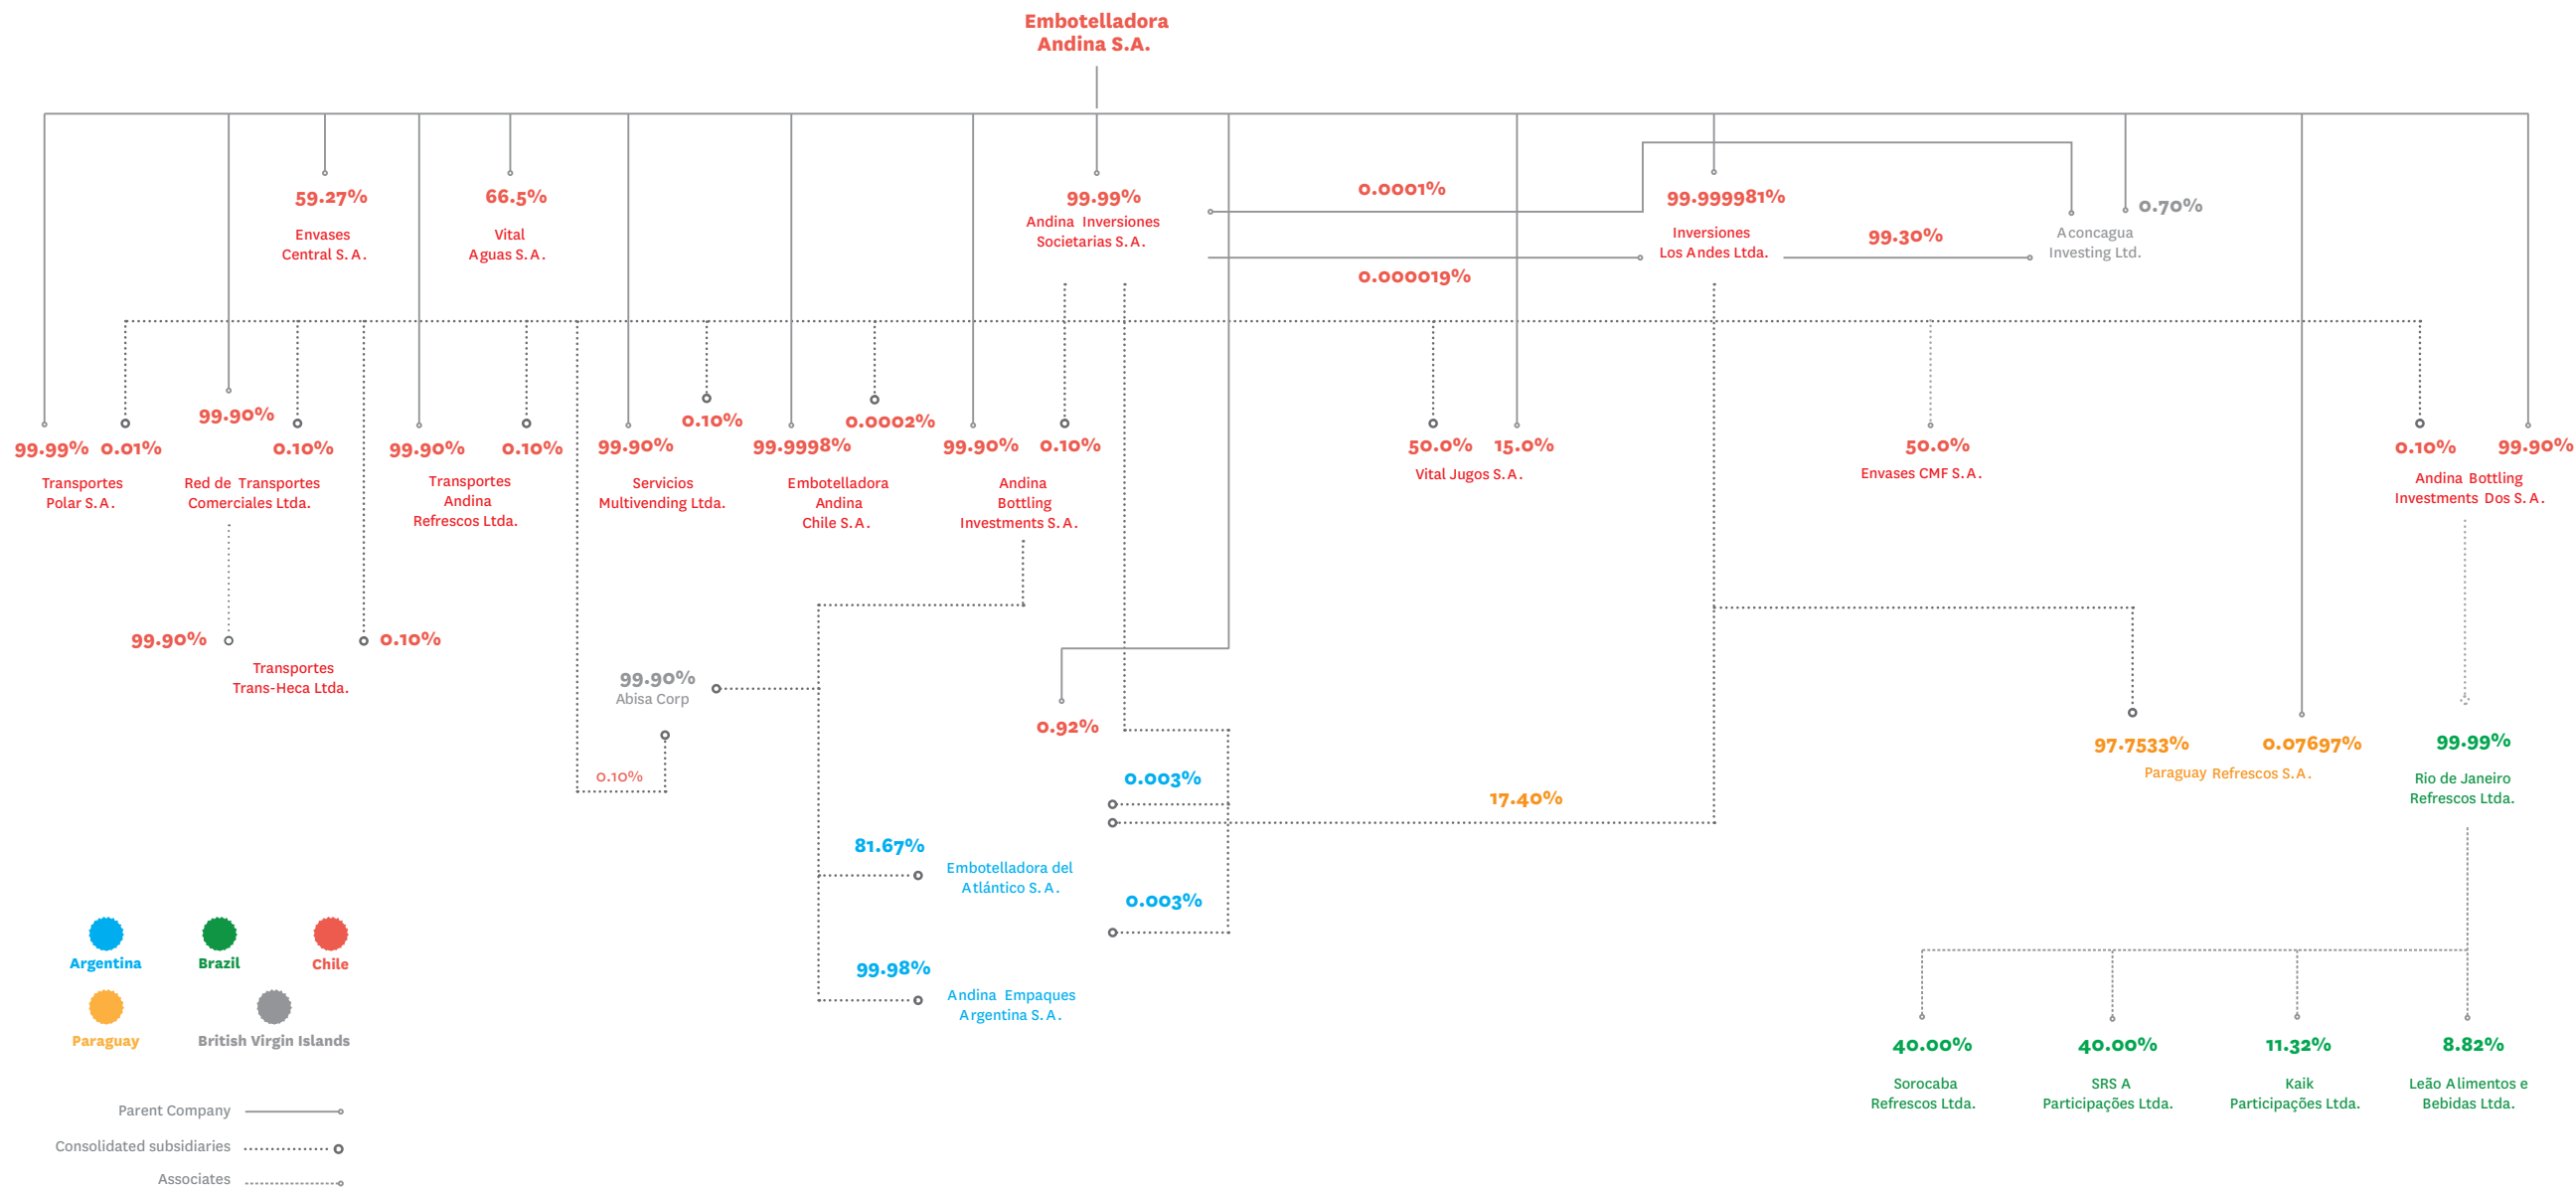 Embotelladora
Andina S.A.
59.27%
Envases
Central S.A.
66.5%
Vital
Aguas S.A.
99.99%
Andina Inversiones
Societarias S.A.
0.0001%
0.000019%
99.999981%
Inversiones
Los Andes Ltda.
99.30%
0.70%
Aconcagua
Investing Ltd.
99.99% 0.01%
Transportes
Polar S.A.
99.90%
0.10%
Red de Transportes
Comerciales Ltda.
99.90% 0.10%
Transportes
Andina
Refrescos Ltda.
0.10%
99.90%
Servicios
Multivending Ltda.
0.0002%
99.9998%
Embotelladora
Andina
Chile S.A.
99.90% 0.10%
Andina
Bottling
Investments S.A.
50.0% 15.0%
Vital Jugos S.A.
50.0%
Envases CMF S.A.
0.10% 99.90%
Andina Bottling
Investments Dos S.A.
99.90% 0.10%
Transportes
Trans-Heca Ltda.
99.90%
Abisa Corp
0.10%
0.92%
0.003%
17.40%
81.67%
Embotelladora del
Atlántico S.A.
0.003%
99.98%
Andina Empaques
Argentina S.A.
97.7533% 0.07697%
Paraguay Refrescos S.A.
99.99%
Rio de Janeiro
Refrescos Ltda.
40.00%
Sorocaba
Refrescos Ltda.
40.00%
SRS A
Participações Ltda.
11.32%
Kaik
Participações Ltda.
8.82%
Leão Alimentos e
Bebidas Ltda.
Argentina
Brazil
Chile
Paraguay
British Virgin Islands
Parent Company
Consolidated subsidiaries
Associates